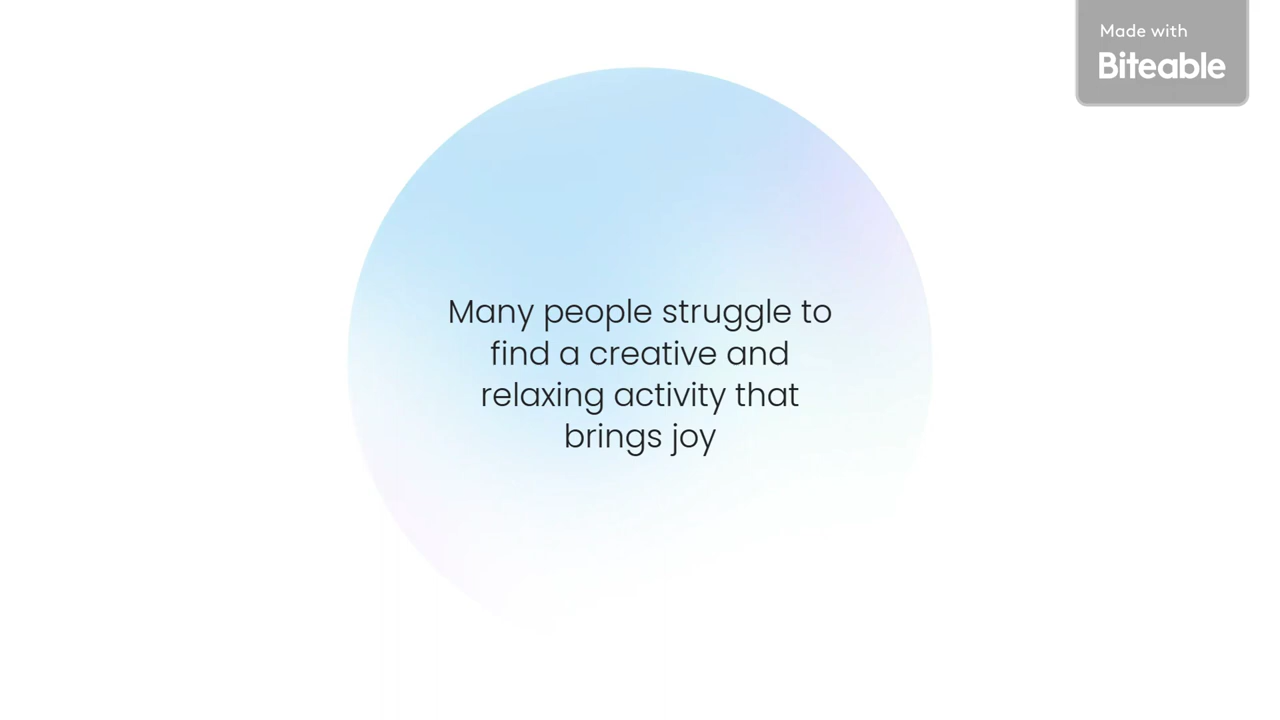 Made with
Biteable
Many people struggle to
find a creative and
relaxing activity that
brings joy